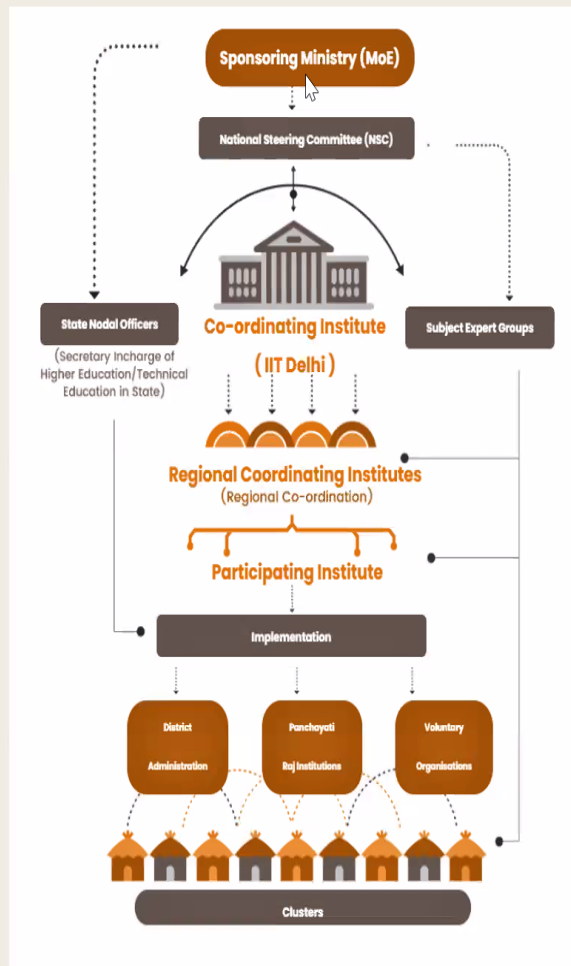 Sponsoring Ministry (MoE)
National Steering Committee (NSC)
State Nodal Officers
(Secretary Incharge of
Higher Education/Technical
Education in State)
Co-ordinating Institute
( IIT Delhi )
Subject Expert Groups
Regional Coordinating Institutes
(Regional Co-ordination)
Participating Institute
Implementation
District
Administration
Panchayati
Raj Institutions
Voluntary
Organisations
Clusters